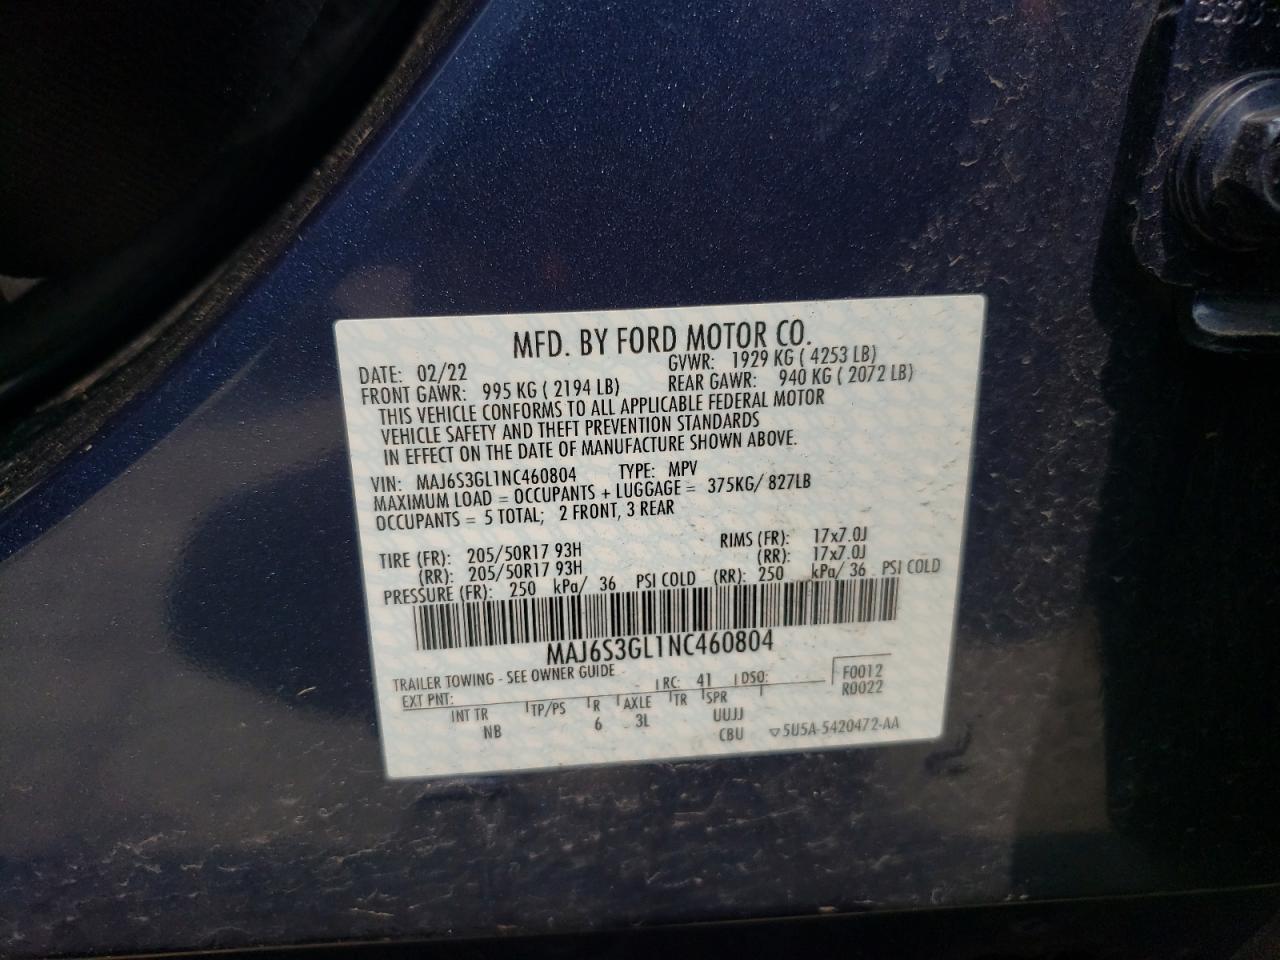 MFD. BY FORD MOTOR CO.
DATE: 02/22 GVWR: 1929 KG ( 4253 LB)
FRONT GAWR: 995 KG ( 2194 LB) REAR GAWR: 940 KG ( 2072 LB)
THIS VEHICLE CONFORMS TO ALL APPLICABLE FEDERAL MOTOR
VEHICLE SAFETY AND THEFT PREVENTION STANDARDS
IN EFFECT ON THE DATE OF MANUFACTURE SHOWN ABOVE.
VIN: MAJ6S3GL1NC460804 TYPE: MPV
MAXIMUM LOAD = OCCUPANTS + LUGGAGE = 375KG/ 827LB
OCCUPANTS = 5 TOTAL; 2 FRONT, 3 REAR
TIRE (FR): 205/50R17 93H RIMS (FR): 17x7.0J
(RR): 205/50R17 93H (RR): 17x7.0J
PRESSURE (FR): 250 kPa/ 36 PSI COLD (RR): 250 kPa/ 36 PSI COLD
MAJ6S3GL1NC460804
TRAILER TOWING - SEE OWNER GUIDE
EXT PNT: RC: 41 DSO: F0012
R0022
INT TR TP/PS R AXLE TR SPR
NB 6 3L UUJJ
CBU ▽5U5A-5420472-AA